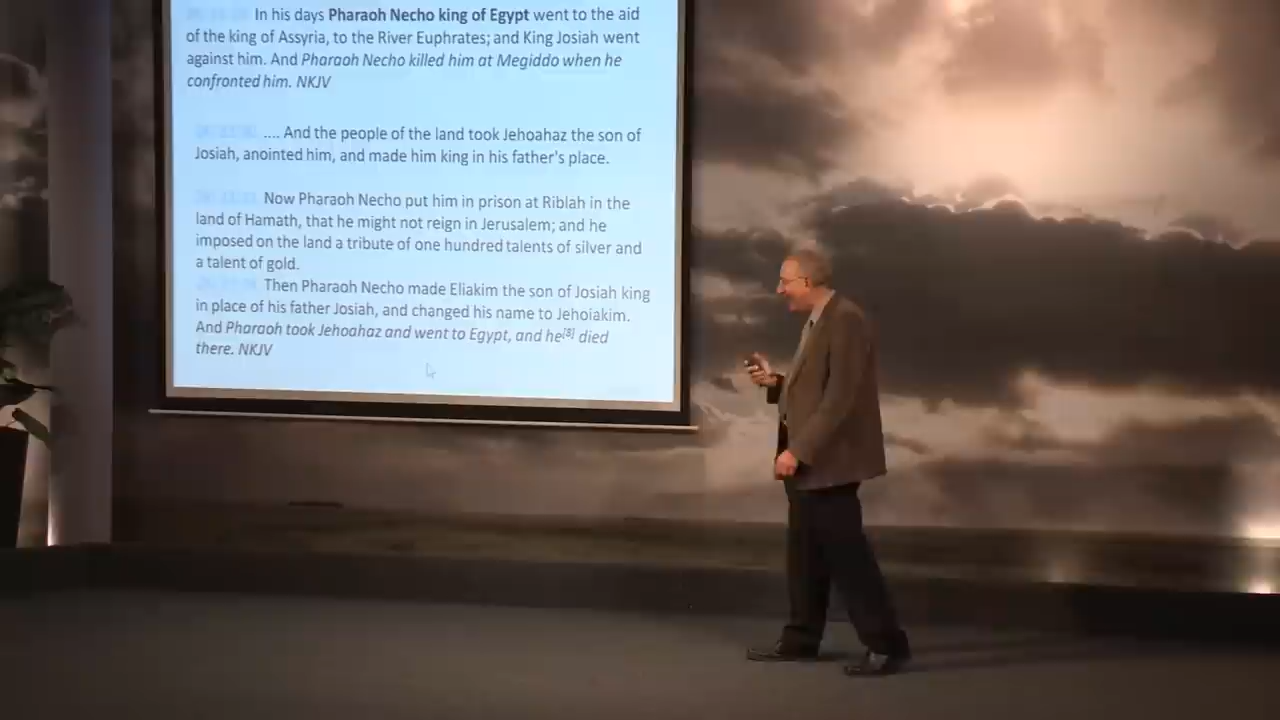 In his days Pharaoh Necho king of Egypt went to the aid
of the king of Assyria, to the River Euphrates; and King Josiah went
against him. And Pharaoh Necho killed him at Megiddo when he
confronted him. NKJV
.... And the people of the land took Jehoahaz the son of
Josiah, anointed him, and made him king in his father's place.
Now Pharaoh Necho put him in prison at Riblah in the
land of Hamath, that he might not reign in Jerusalem; and he
imposed on the land a tribute of one hundred talents of silver and
a talent of gold.
Then Pharaoh Necho made Eliakim the son of Josiah king
in place of his father Josiah, and changed his name to Jehoiakim.
And Pharaoh took Jehoahaz and went to Egypt, and he[8] died
there. NKJV